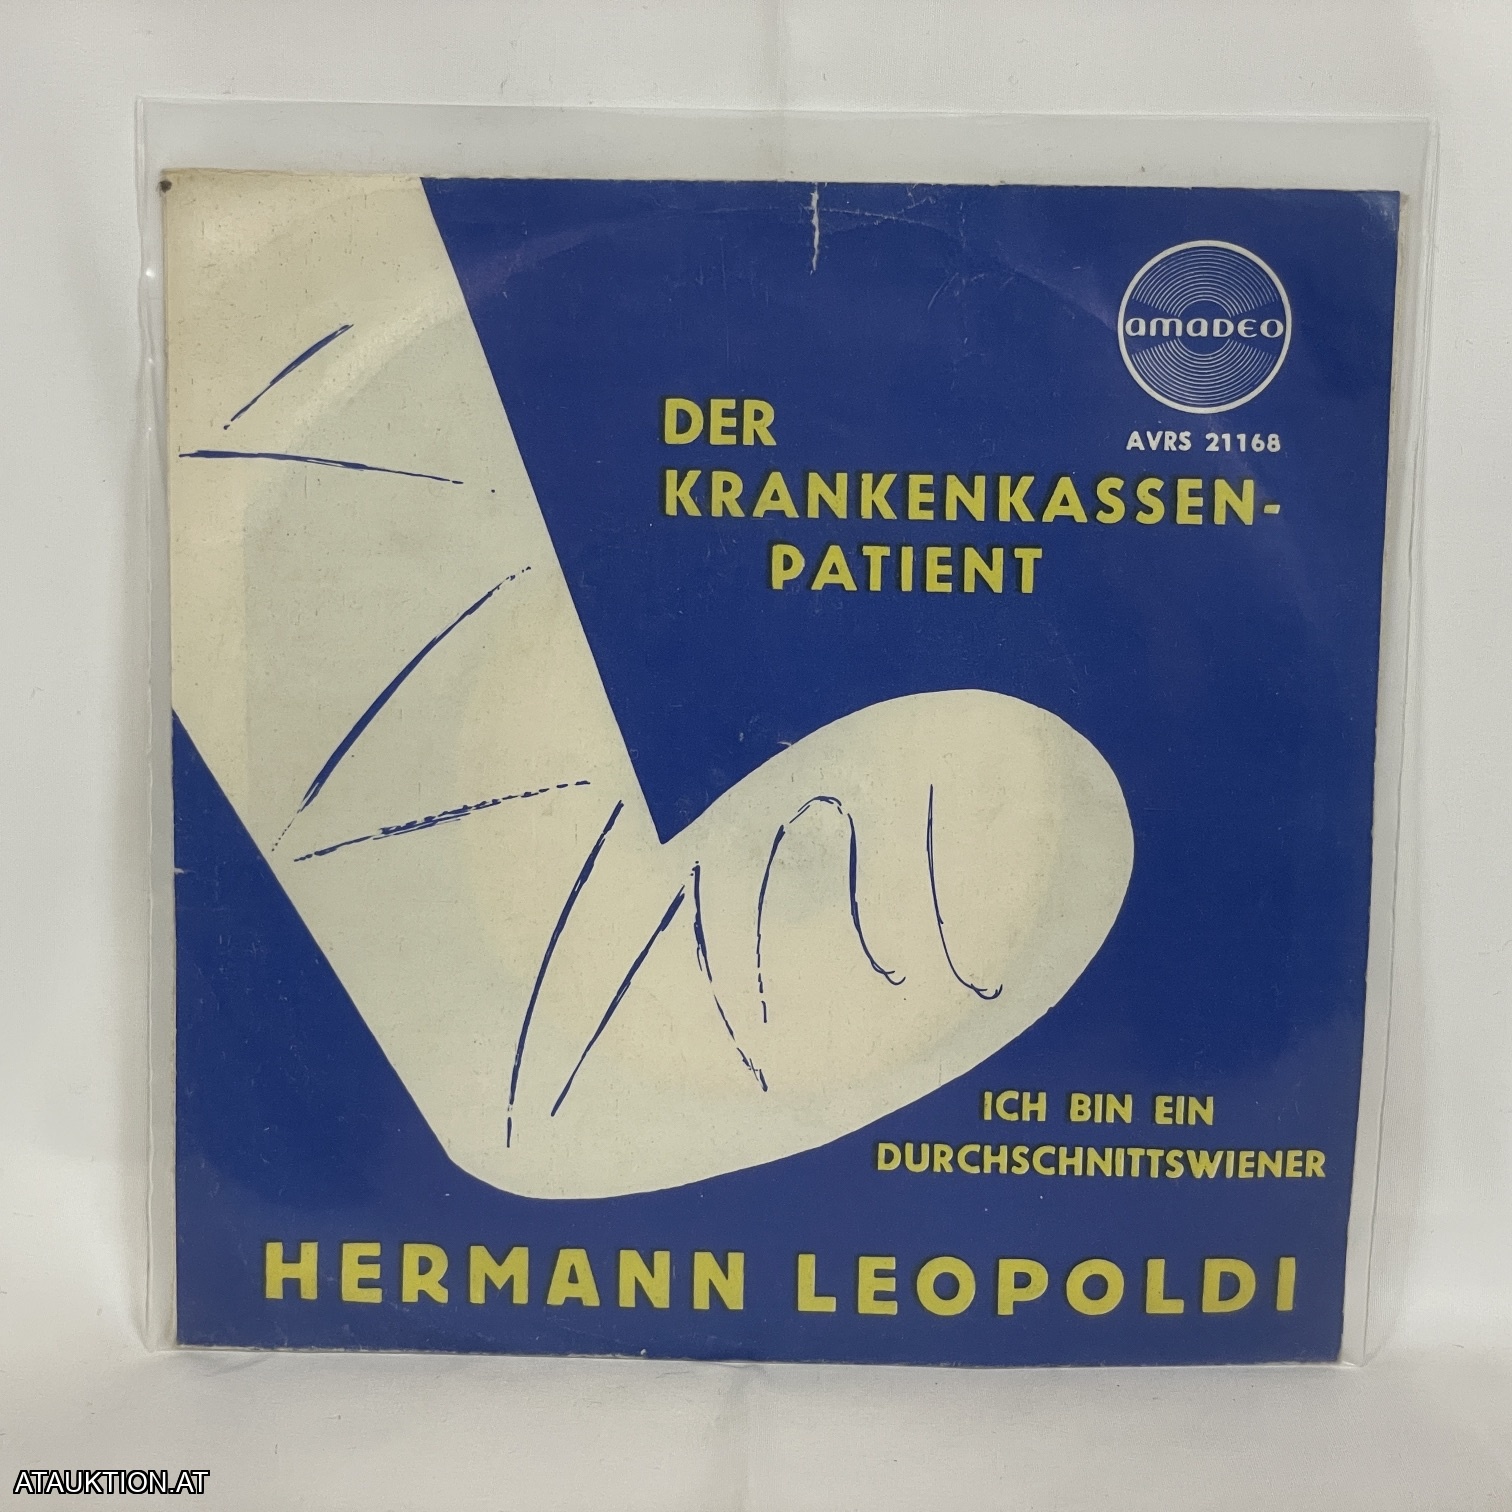 amadeo
AVRS 21168
DER
KRANKENKASSEN-
PATIENT
ICH BIN EIN
DURCHSCHNITTSWIENER
HERMANN LEOPOLDI
ATAUKTION.AT